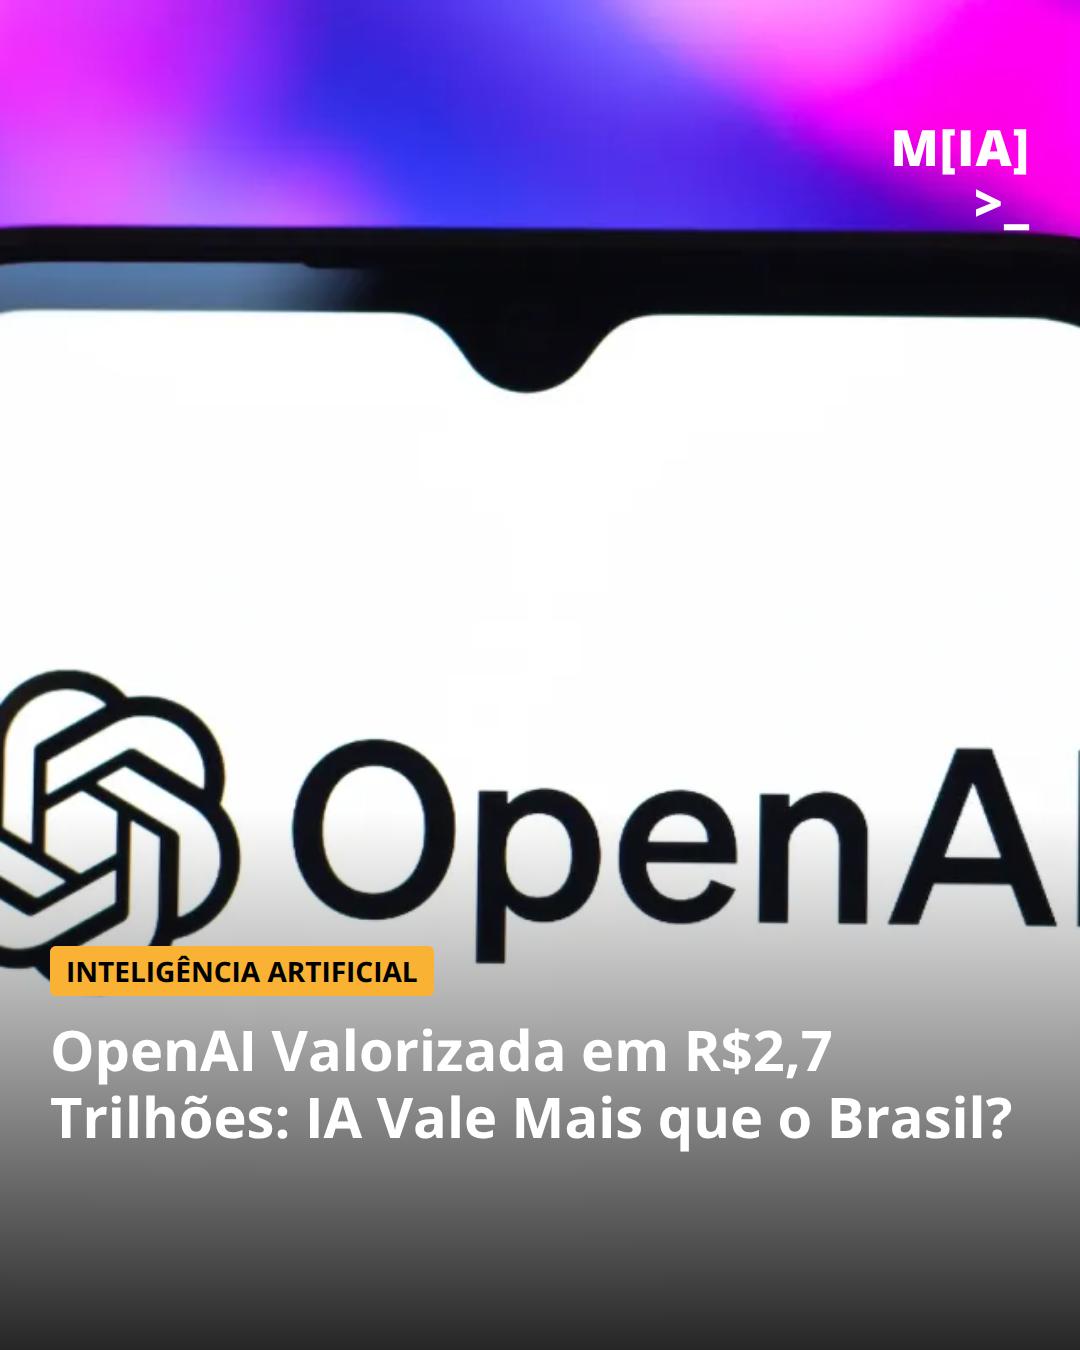 M[IA]
>_
OpenAI
INTELIGÊNCIA ARTIFICIAL
OpenAI Valorizada em R$2,7
Trilhões: IA Vale Mais que o Brasil?